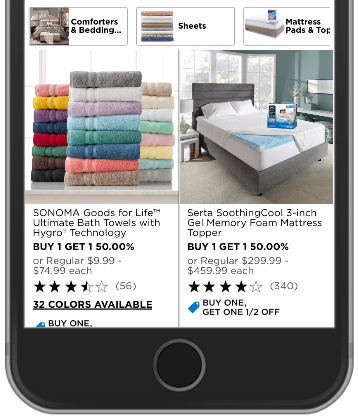 Comforters
& Bedding...
Sheets
Mattress
Pads & Top
SONOMA Goods for Life™
Ultimate Bath Towels with
Hygro® Technology
BUY 1 GET 1 50.00%
or Regular $9.99 -
$74.99 each
(56)
32 COLORS AVAILABLE
BUY ONE,
Serta SoothingCool 3-inch
Gel Memory Foam Mattress
Topper
BUY 1 GET 1 50.00%
or Regular $299.99 -
$459.99 each
(340)
BUY ONE,
GET ONE 1/2 OFF